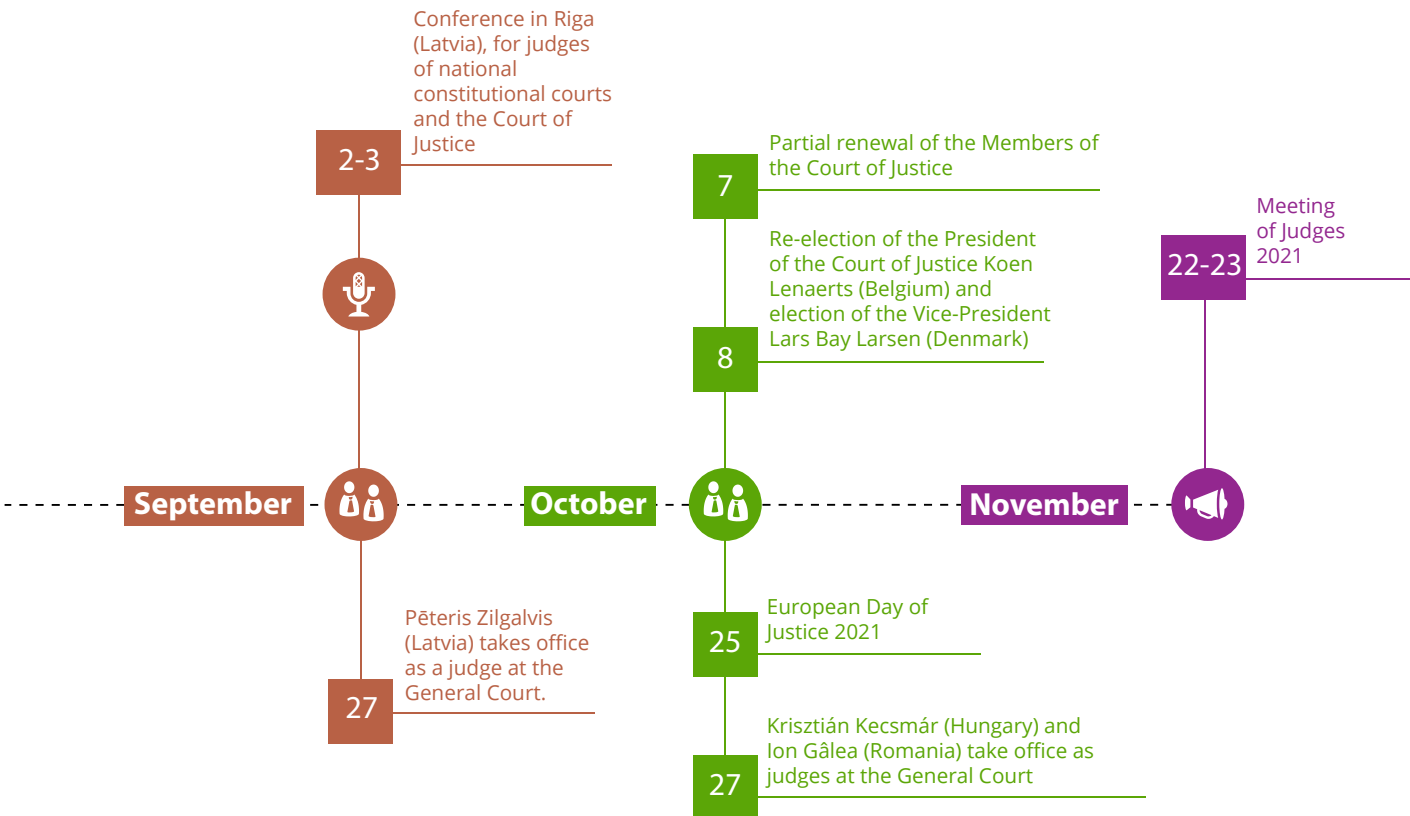 Conference in Riga
(Latvia), for judges
of national
constitutional courts
and the Court of
Justice
2-3
September
Pēteris Zilgalvis
(Latvia) takes office
as a judge at the
General Court.
27
Partial renewal of the Members of
the Court of Justice
7
Re-election of the President
of the Court of Justice Koen
Lenaerts (Belgium) and
election of the Vice-President
Lars Bay Larsen (Denmark)
8
October
European Day of
Justice 2021
25
Krisztián Kecsmár (Hungary) and
Ion Gâlea (Romania) take office as
judges at the General Court
27
Meeting
of Judges
2021
22-23
November